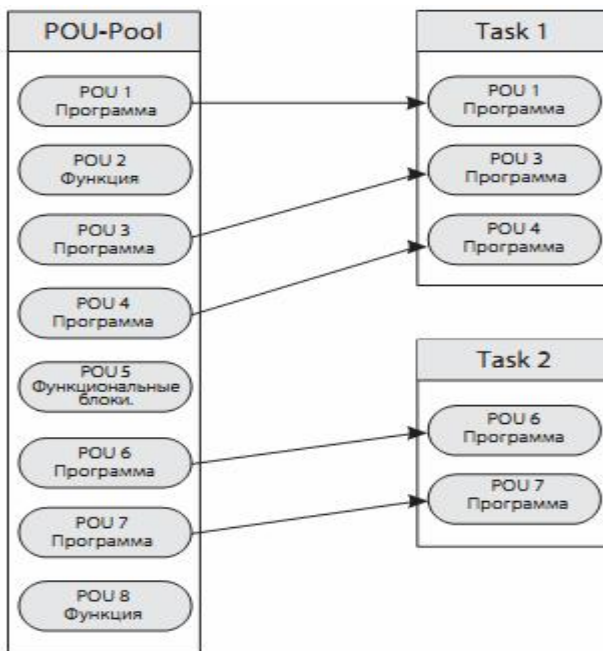 POU-Pool
POU 1
Программа
POU 2
Функция
POU 3
Программа
POU 4
Программа
POU 5
Функциональные
блоки.
POU 6
Программа
POU 7
Программа
POU 8
Функция
Task 1
POU 1
Программа
POU 3
Программа
POU 4
Программа
Task 2
POU 6
Программа
POU 7
Программа